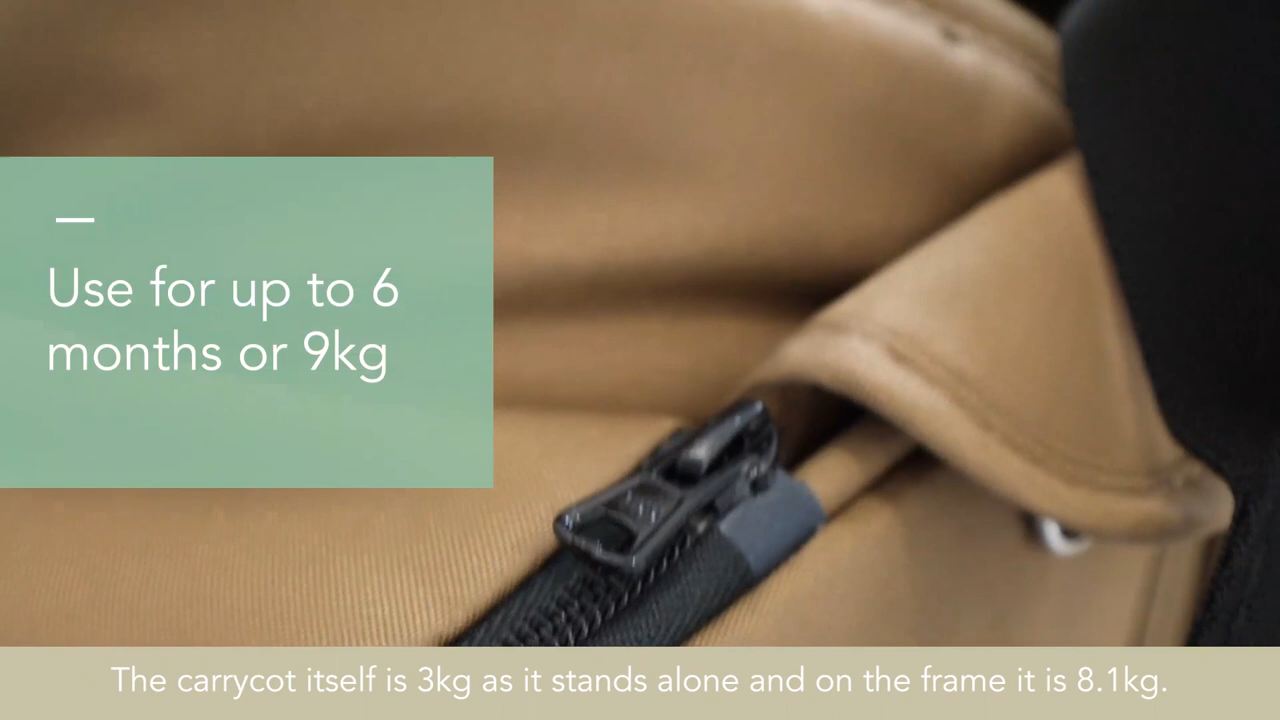 Use for up to 6
months or 9kg
The carrycot itself is 3kg as it stands alone and on the frame it is 8.1kg.